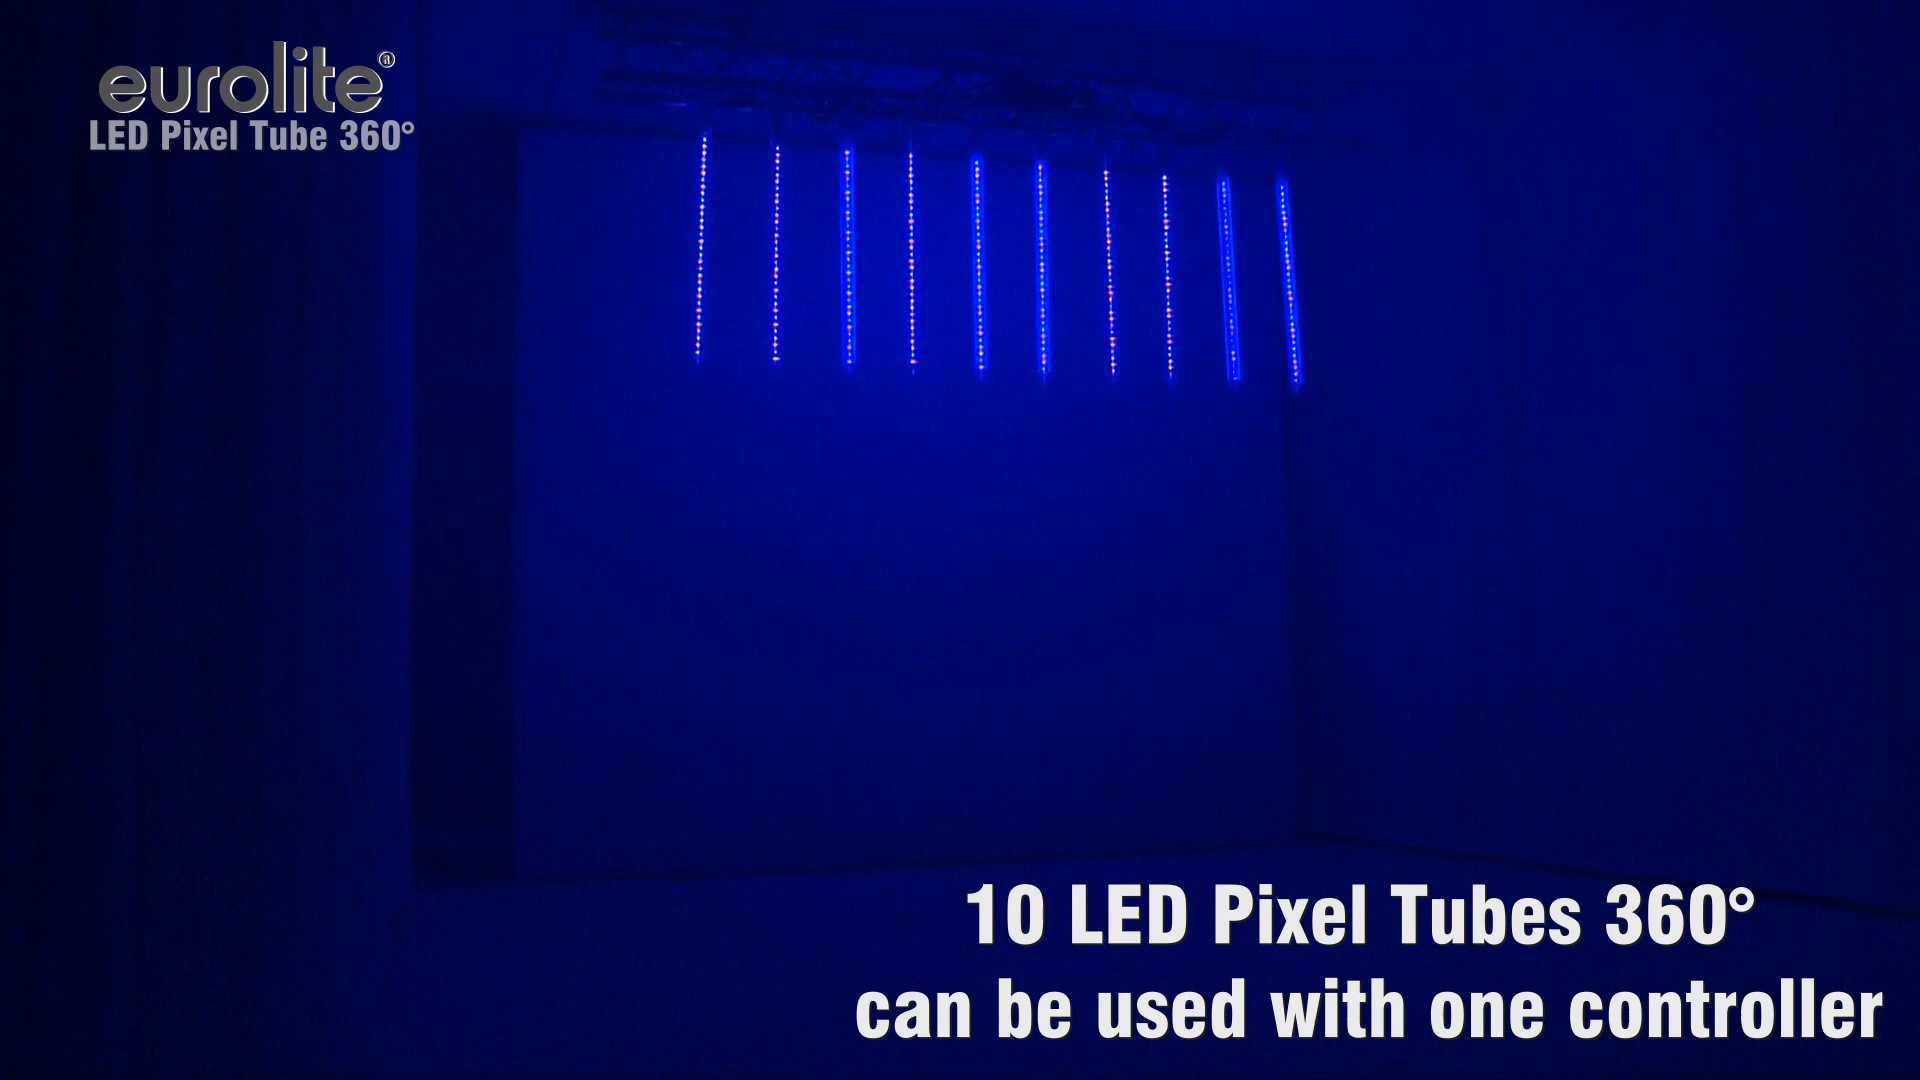 eurolite®
LED Pixel Tube 360°
10 LED Pixel Tubes 360°
can be used with one controller